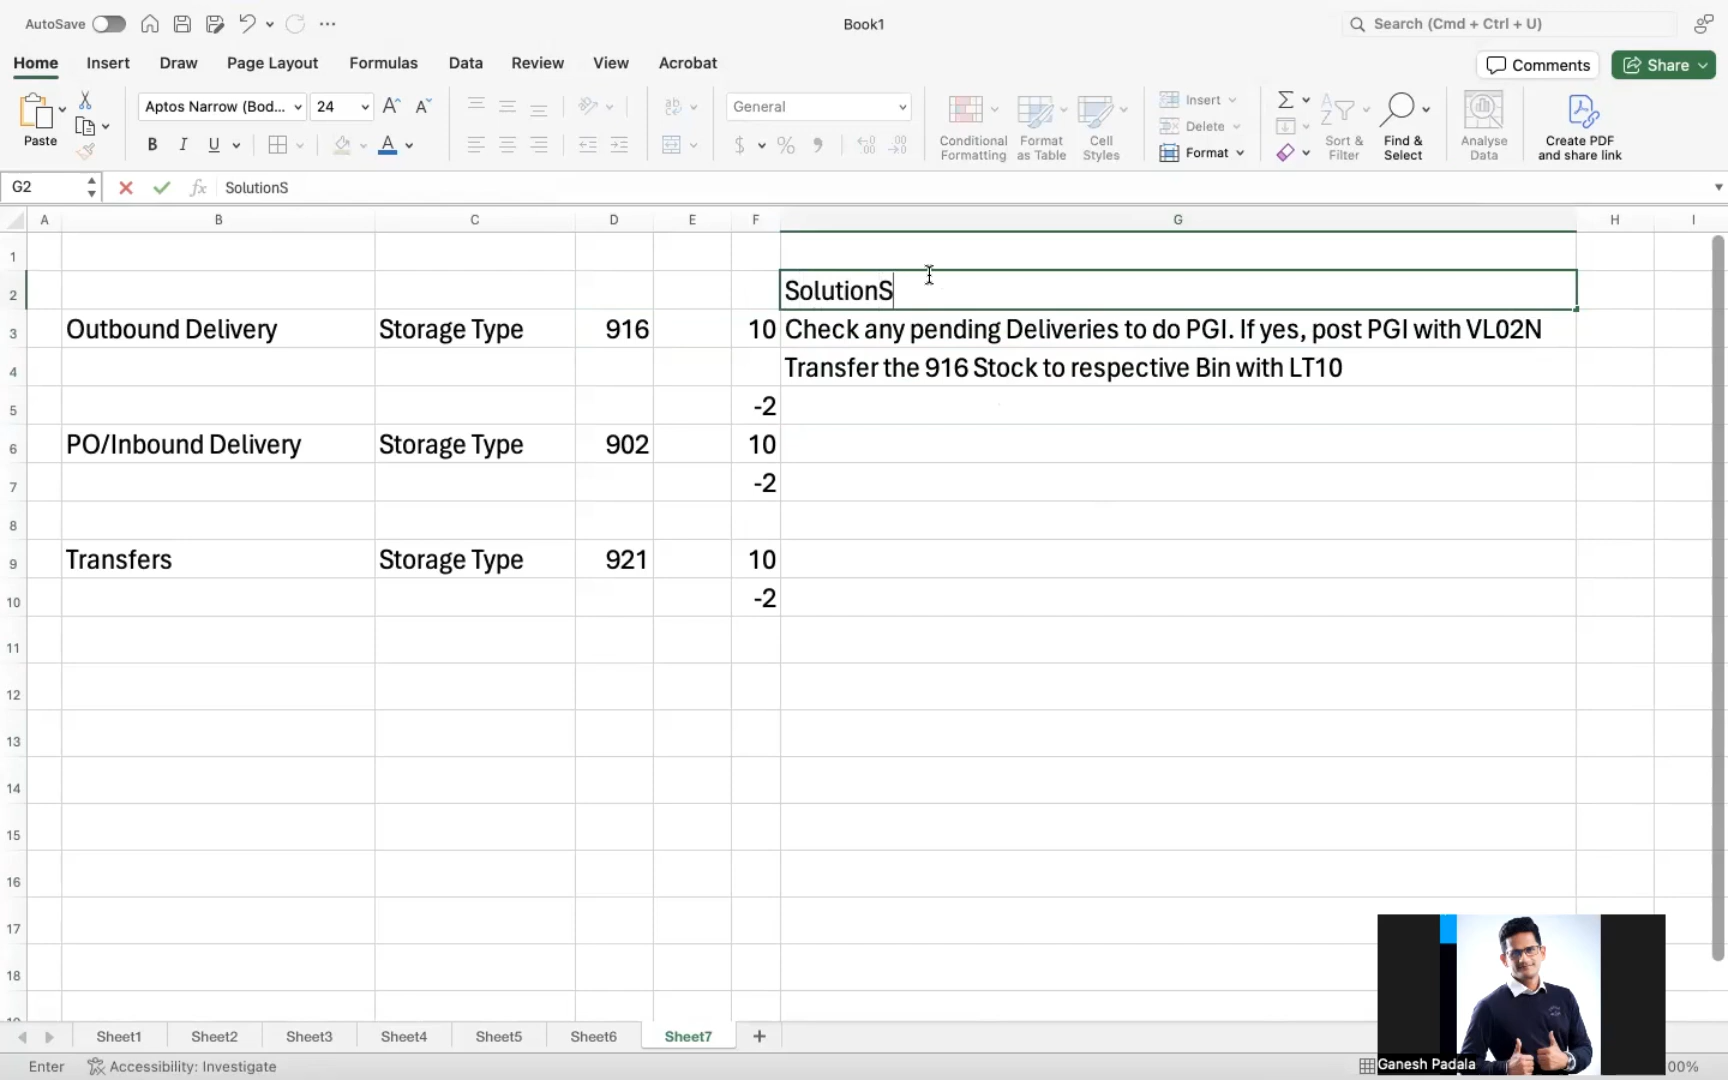 AutoSave
Book1
Search (Cmd + Ctrl + U)
Home Insert Draw Page Layout Formulas Data Review View Acrobat
Comments
Share
Paste
Aptos Narrow (Bod...
24
B I U
General
$ % 9
Conditional Formatting
Format as Table
Cell Styles
Insert
Delete
Format
Sort & Filter
Find & Select
Analyse Data
Create PDF and share link
G2
fx
SolutionS
A B C D E F G H I
1
2 SolutionS
3 Outbound Delivery Storage Type 916 10 Check any pending Deliveries to do PGI. If yes, post PGI with VL02N
4 Transfer the 916 Stock to respective Bin with LT10
5 -2
6 PO/Inbound Delivery Storage Type 902 10
7 -2
8
9 Transfers Storage Type 921 10
10 -2
11
12
13
14
15
16
17
18
Sheet1 Sheet2 Sheet3 Sheet4 Sheet5 Sheet6 Sheet7 +
Enter
Accessibility: Investigate
Ganesh Padala
00%